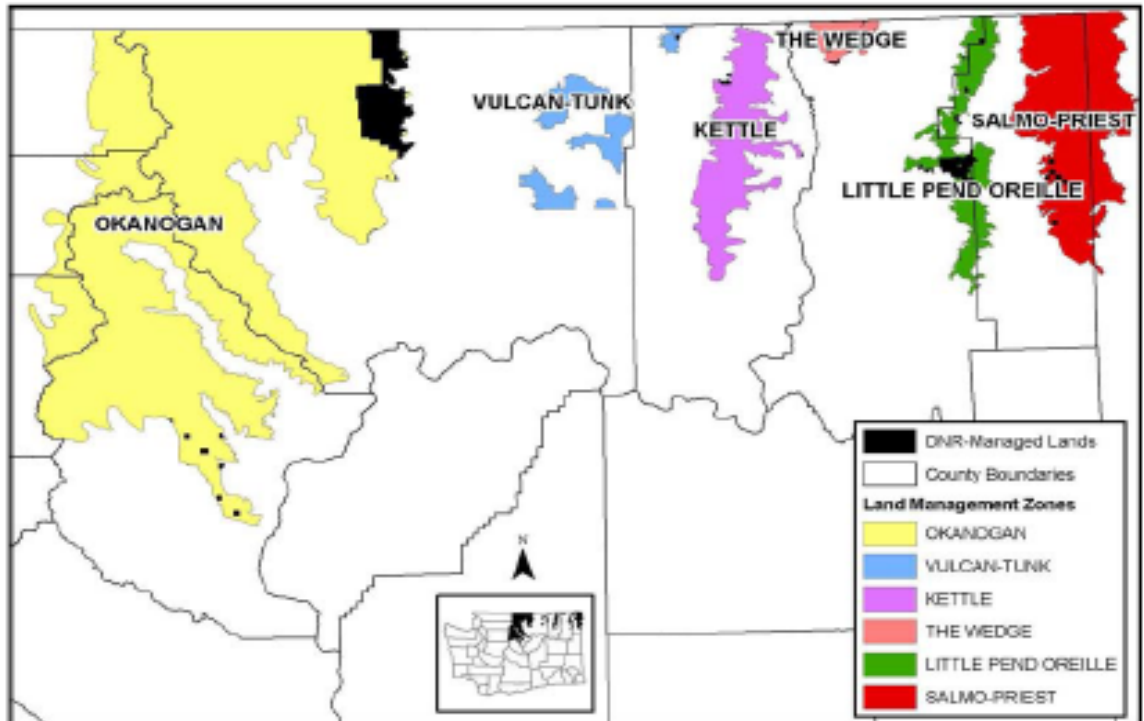 THE WEDGE
VULCAN-TUNK
KETTLE
SALMO-PRIEST
LITTLE PEND OREILLE
OKANOGAN
N
DNR-Managed Lands
County Boundaries
Land Management Zones
OKANOGAN
VULCAN-TUNK
KETTLE
THE WEDGE
LITTLE PEND OREILLE
SALMO-PRIEST